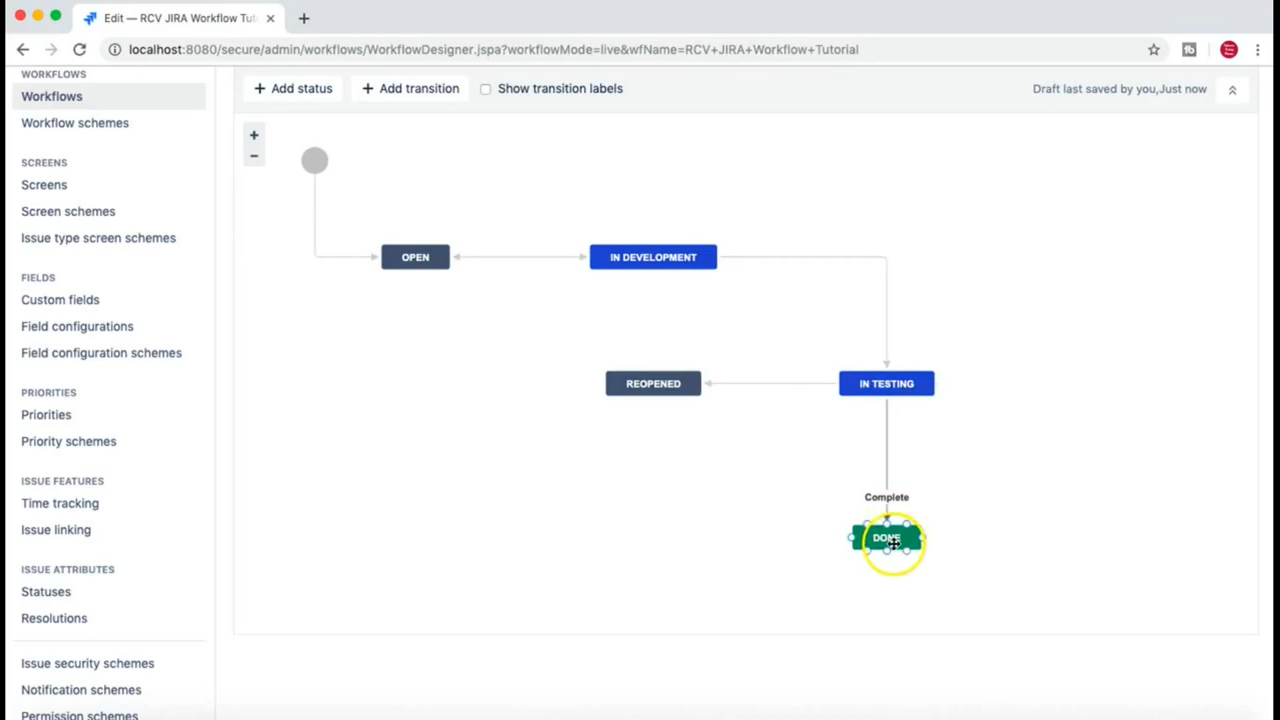 Edit — RCV JIRA Workflow Tut
localhost:8080/secure/admin/workflows/WorkflowDesigner.jspa?workflowMode=live&wfName=RCV+JIRA+Workflow+Tutorial
WORKFLOWS
Workflows
Workflow schemes
SCREENS
Screens
Screen schemes
Issue type screen schemes
FIELDS
Custom fields
Field configurations
Field configuration schemes
PRIORITIES
Priorities
Priority schemes
ISSUE FEATURES
Time tracking
Issue linking
ISSUE ATTRIBUTES
Statuses
Resolutions
Issue security schemes
Notification schemes
Permission schemes
+ Add status
+ Add transition
Show transition labels
Draft last saved by you,Just now
+
−
OPEN
IN DEVELOPMENT
REOPENED
IN TESTING
Complete
DONE